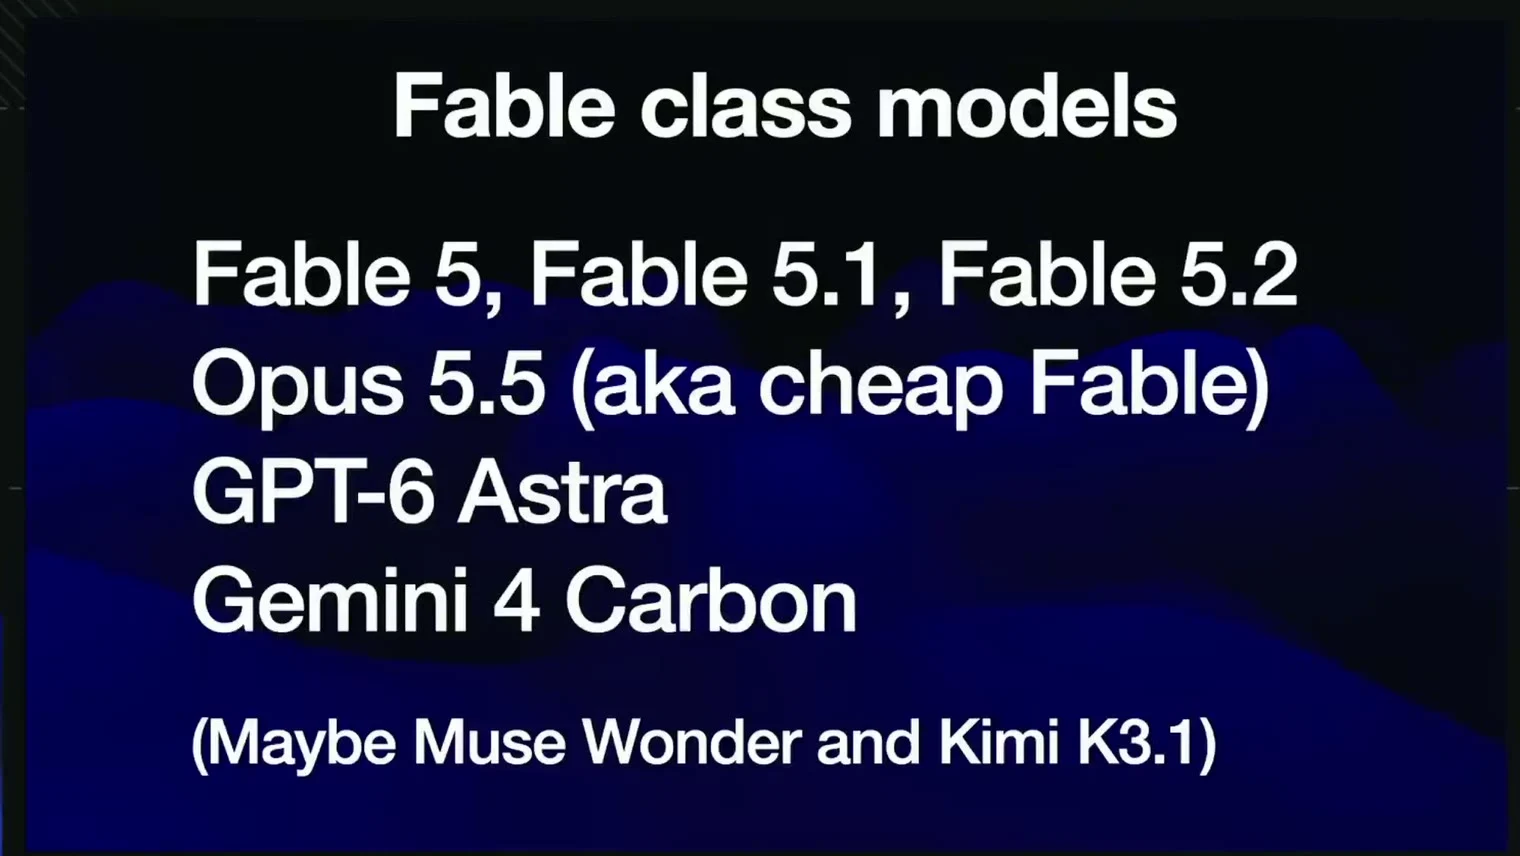 Fable class models
Fable 5, Fable 5.1, Fable 5.2
Opus 5.5 (aka cheap Fable)
GPT-6 Astra
Gemini 4 Carbon
(Maybe Muse Wonder and Kimi K3.1)